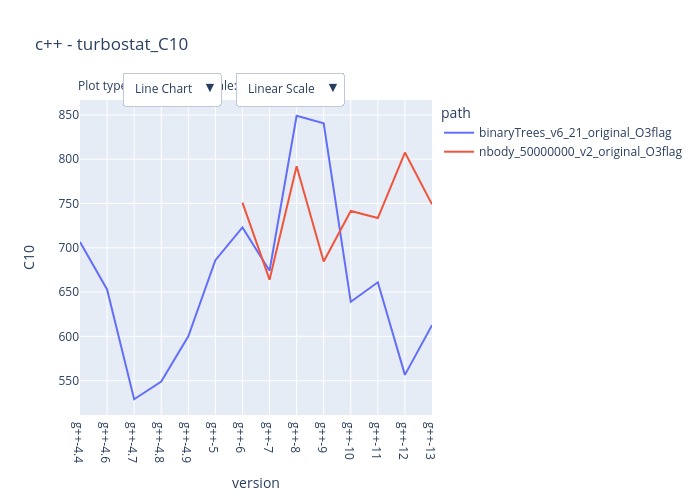 c++ - turbostat_C10
Plot type
Line Chart ▼
ale:
Linear Scale ▼
path
binaryTrees_v6_21_original_O3flag
nbody_50000000_v2_original_O3flag
850
800
750
700
650
600
550
C10
g++-4.4
g++-4.6
g++-4.7
g++-4.8
g++-4.9
g++-5
g++-6
g++-7
g++-8
g++-9
g++-10
g++-11
g++-12
g++-13
version